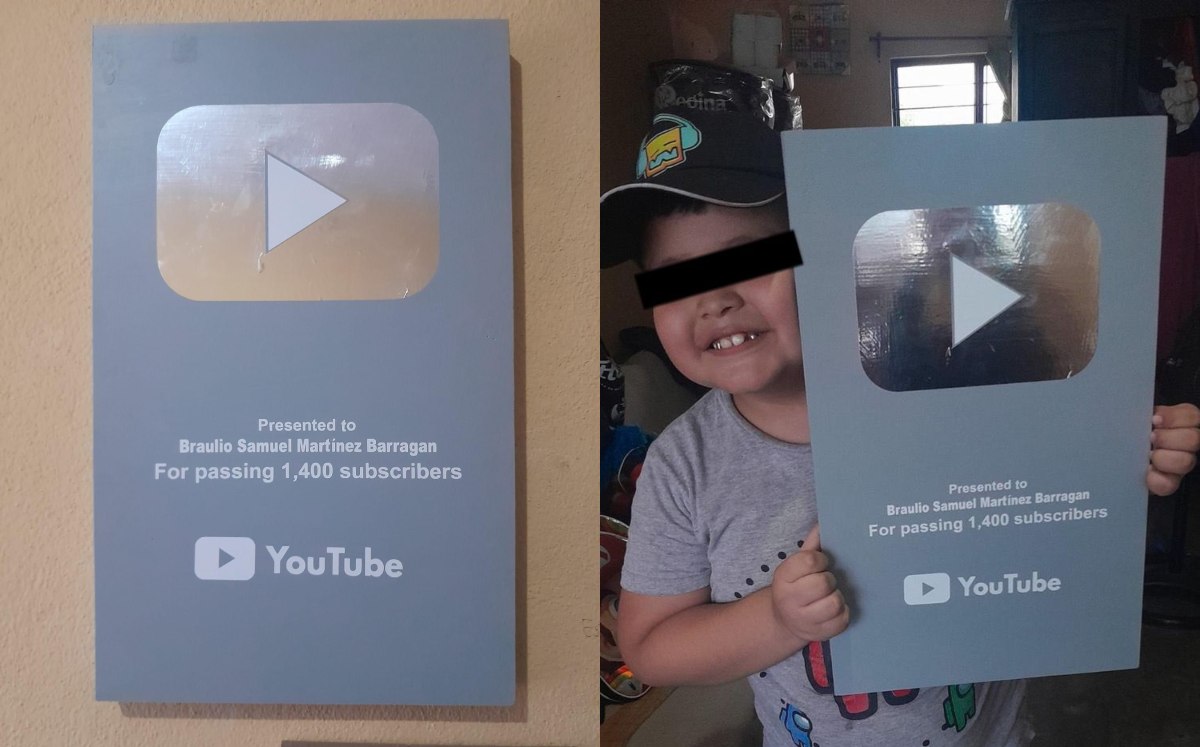 Presented to
Braulio Samuel Martínez Barragan
For passing 1,400 subscribers
YouTube
edina
Presented to
Braulio Samuel Martínez Barragan
For passing 1,400 subscribers
YouTube